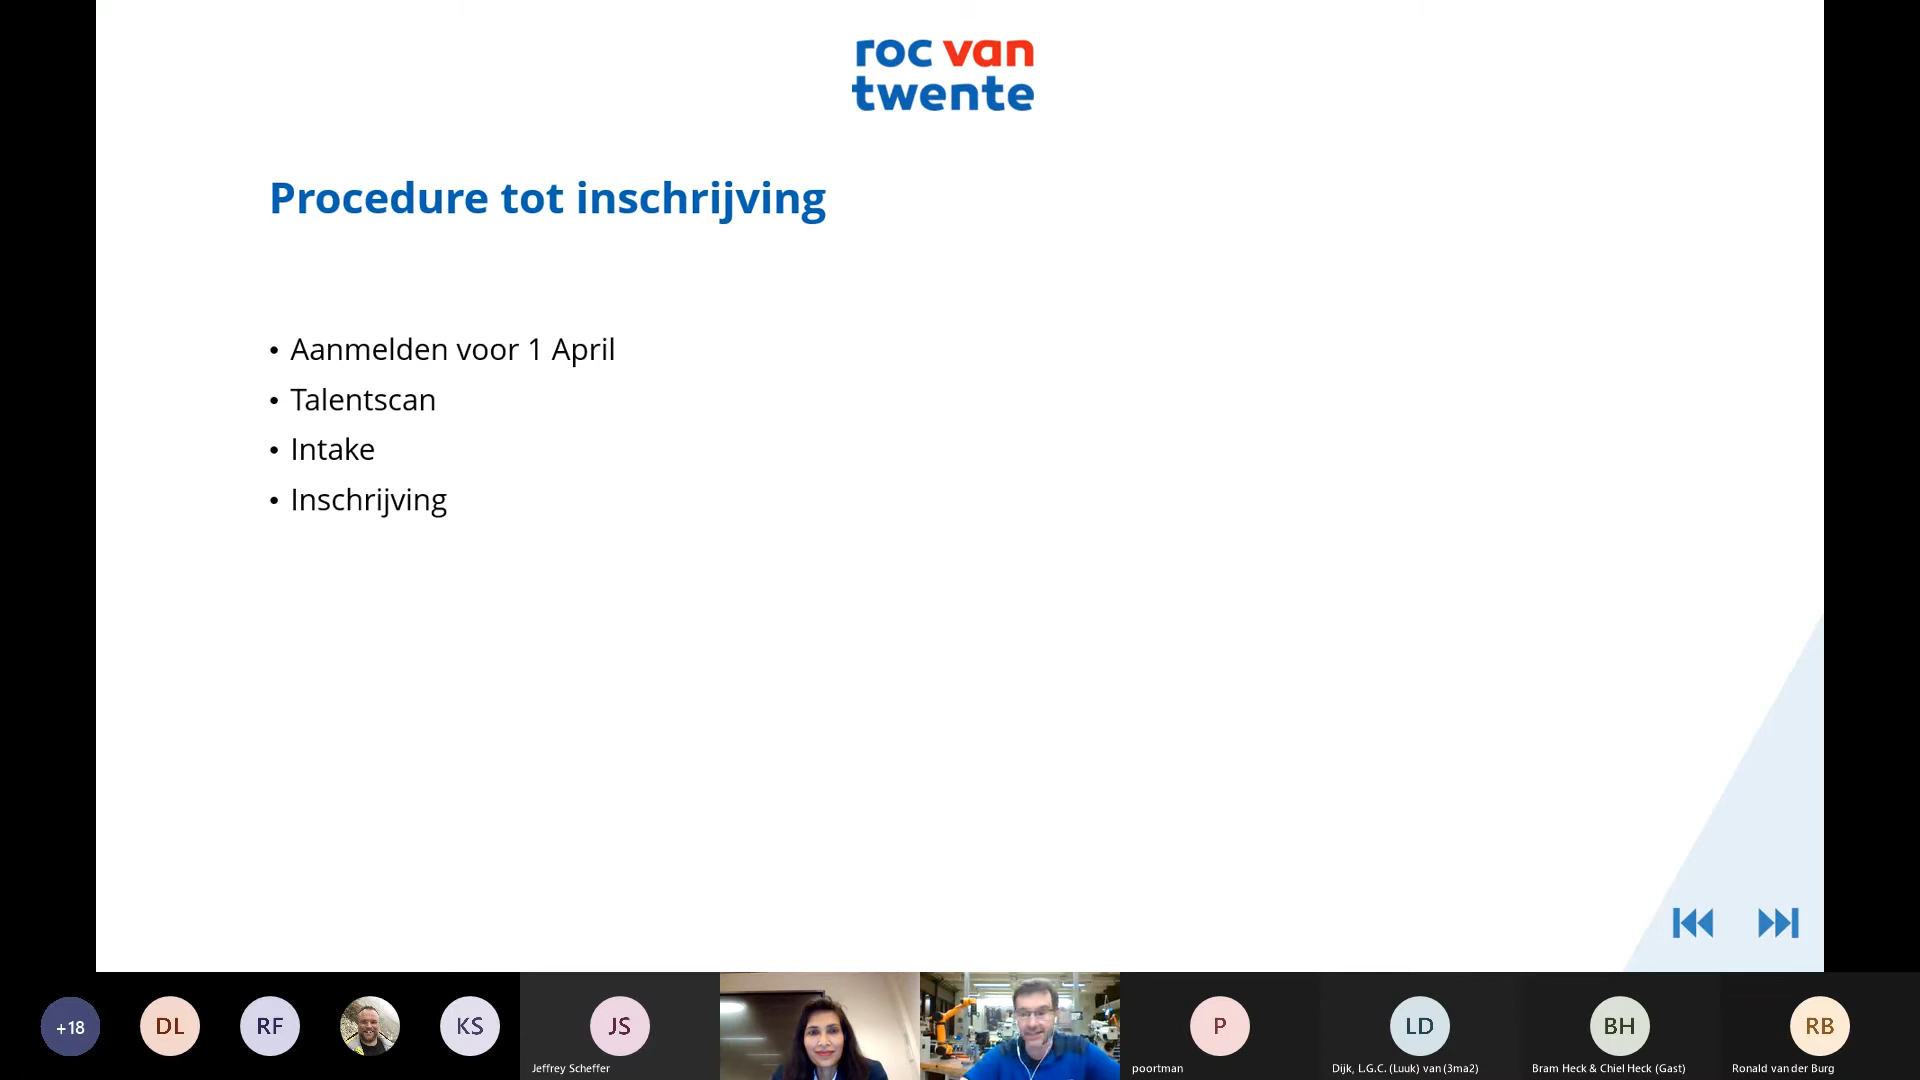 roc van
twente
Procedure tot inschrijving
• Aanmelden voor 1 April
• Talentscan
• Intake
• Inschrijving
+18
DL
RF
KS
JS
Jeffrey Scheffer
P
poortman
LD
Dijk, L.G.C. (Luuk) van (3ma2)
BH
Bram Heck & Chiel Heck (Gast)
RB
Ronald van der Burg